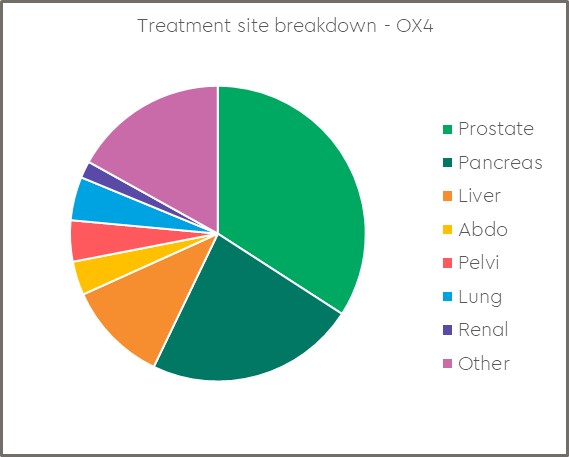 Treatment site breakdown - OX4
Prostate
Pancreas
Liver
Abdo
Pelvi
Lung
Renal
Other